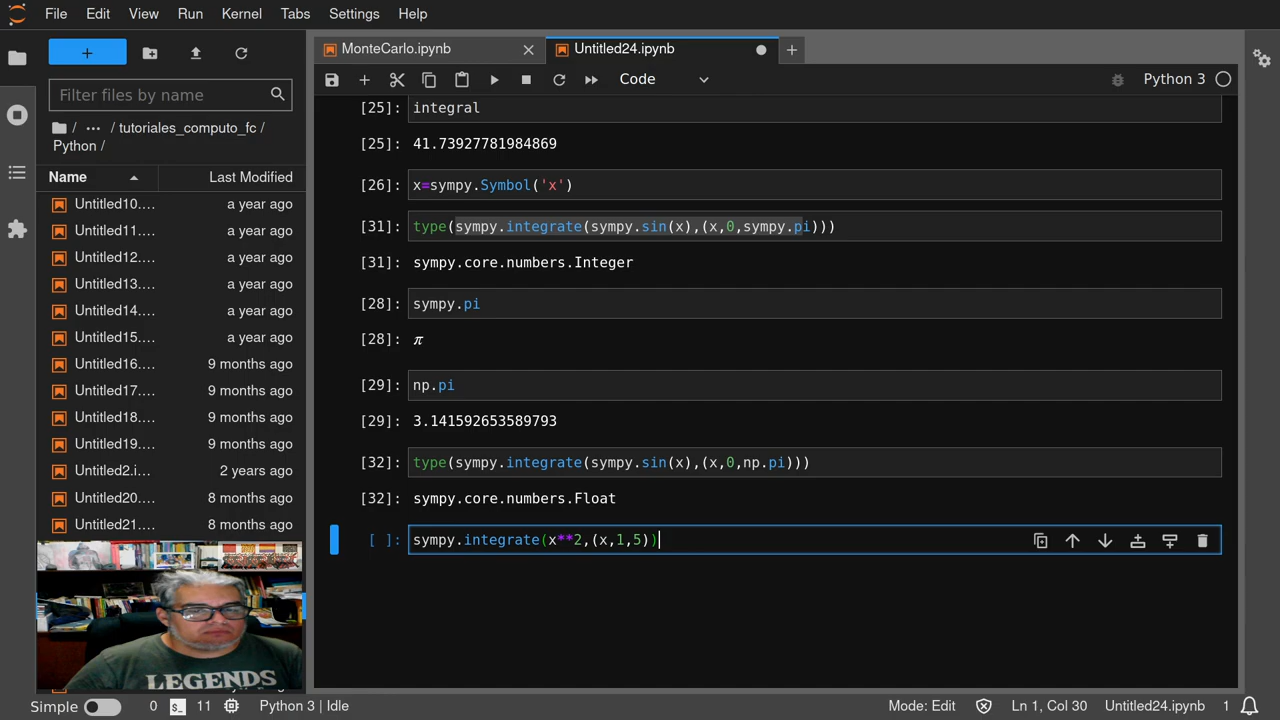 File Edit View Run Kernel Tabs Settings Help
MonteCarlo.ipynb
Untitled24.ipynb
Code
Python 3
Filter files by name
/ ... / tutoriales_computo_fc /
Python /
Name Last Modified
Untitled10.... a year ago
Untitled11.... a year ago
Untitled12.... a year ago
Untitled13.... a year ago
Untitled14.... a year ago
Untitled15.... a year ago
Untitled16.... 9 months ago
Untitled17.... 9 months ago
Untitled18.... 9 months ago
Untitled19.... 9 months ago
Untitled2.i... 2 years ago
Untitled20.... 8 months ago
Untitled21.... 8 months ago
[25]: integral
[25]: 41.73927781984869
[26]: x=sympy.Symbol('x')
[31]: type(sympy.integrate(sympy.sin(x),(x,0,sympy.pi)))
[31]: sympy.core.numbers.Integer
[28]: sympy.pi
[28]: π
[29]: np.pi
[29]: 3.141592653589793
[32]: type(sympy.integrate(sympy.sin(x),(x,0,np.pi)))
[32]: sympy.core.numbers.Float
[ ]: sympy.integrate(x**2,(x,1,5))
LEGENDS
Simple 0 11 Python 3 | Idle Mode: Edit Ln 1, Col 30 Untitled24.ipynb 1